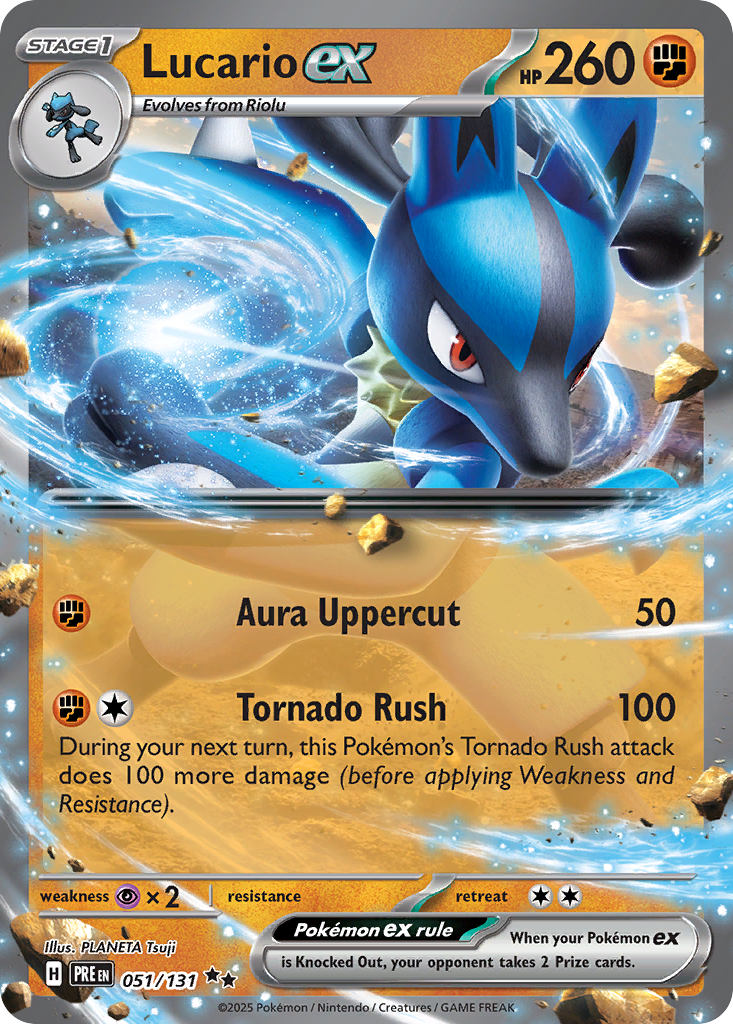 STAGE 1
Lucario ex
HP 260
Evolves from Riolu
Aura Uppercut 50
Tornado Rush 100
During your next turn, this Pokémon's Tornado Rush attack
does 100 more damage (before applying Weakness and
Resistance).
weakness ×2 resistance retreat
Illus. PLANETA Tsuji
Pokémon ex rule
When your Pokémon ex
is Knocked Out, your opponent takes 2 Prize cards.
H PRE EN 051/131 ★★
©2025 Pokémon / Nintendo / Creatures / GAME FREAK